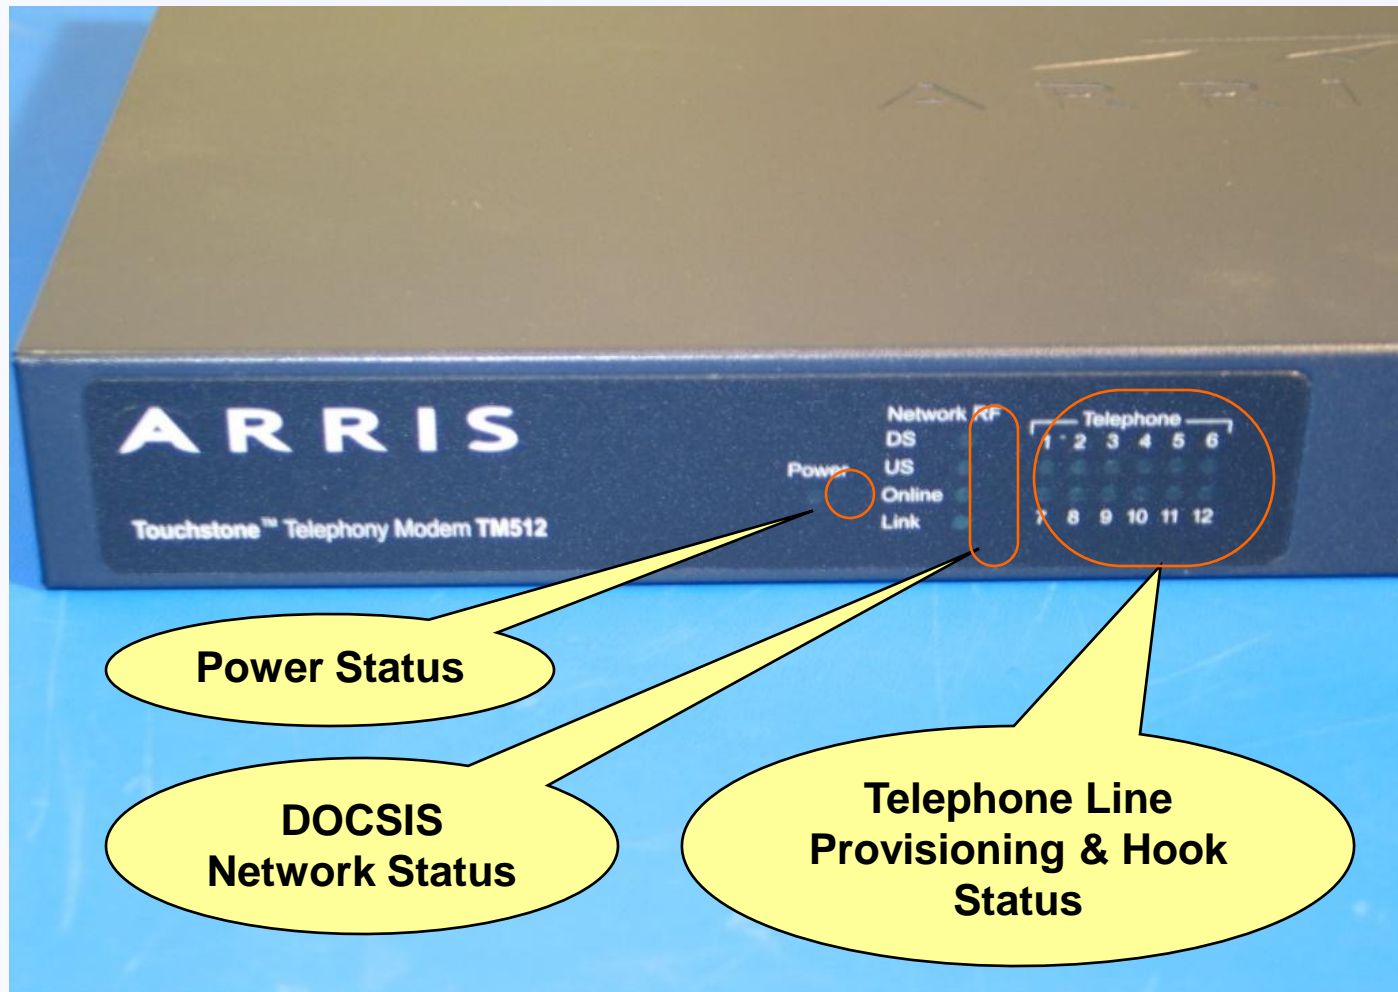 ARRI
ARRIS
Touchstone™ Telephony Modem TM512
Power
Network RF
DS
US
Online
Link
Telephone
1 2 3 4 5 6
7 8 9 10 11 12
Power Status
DOCSIS
Network Status
Telephone Line
Provisioning & Hook
Status